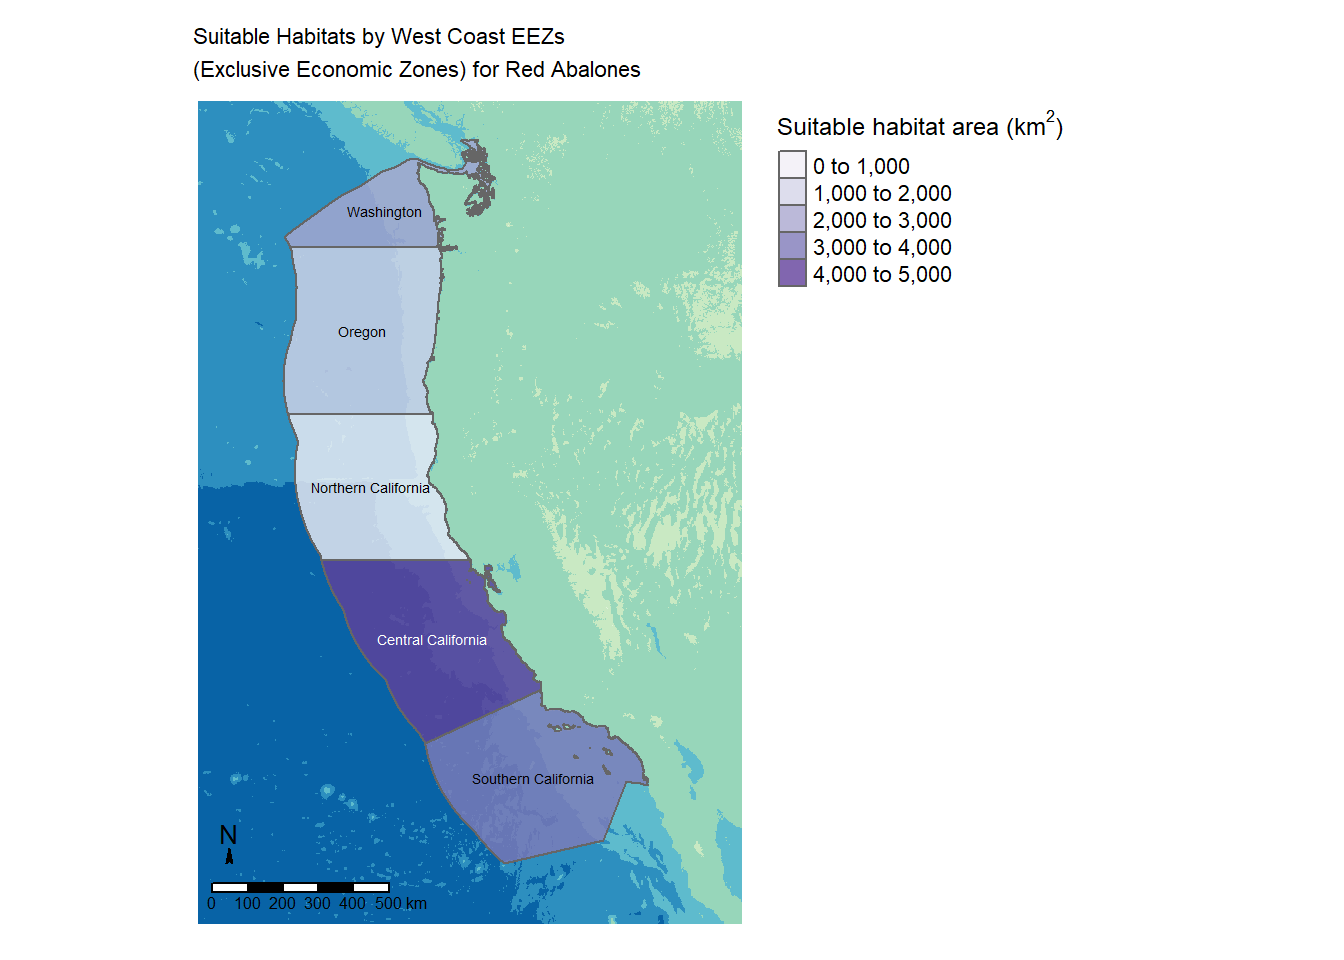 Suitable Habitats by West Coast EEZs
(Exclusive Economic Zones) for Red Abalones
Suitable habitat area (km²)
0 to 1,000
1,000 to 2,000
2,000 to 3,000
3,000 to 4,000
4,000 to 5,000
Washington
Oregon
Northern California
Central California
Southern California
N
0 100 200 300 400 500 km